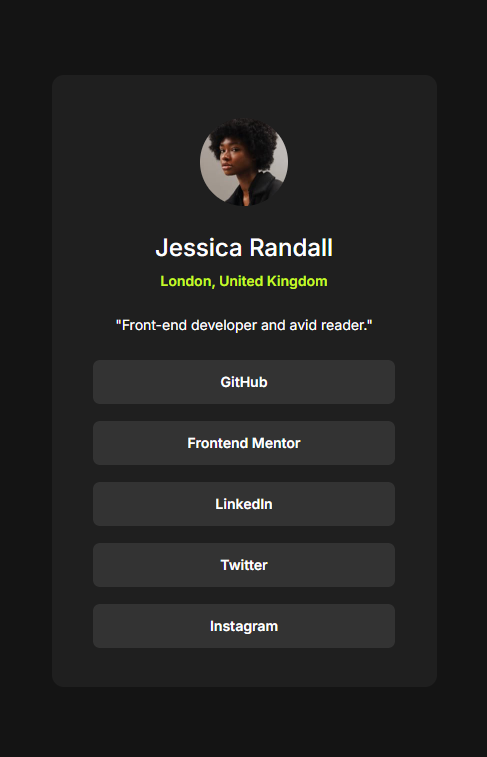 Jessica Randall
London, United Kingdom
"Front-end developer and avid reader."
GitHub
Frontend Mentor
LinkedIn
Twitter
Instagram